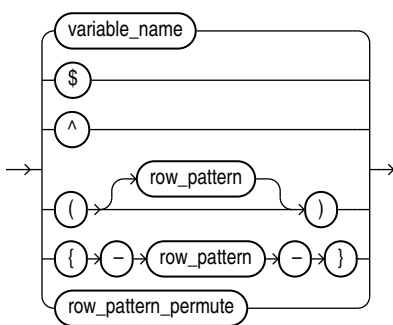 variable_name
$
^
( row_pattern )
{ – row_pattern – }
row_pattern_permute